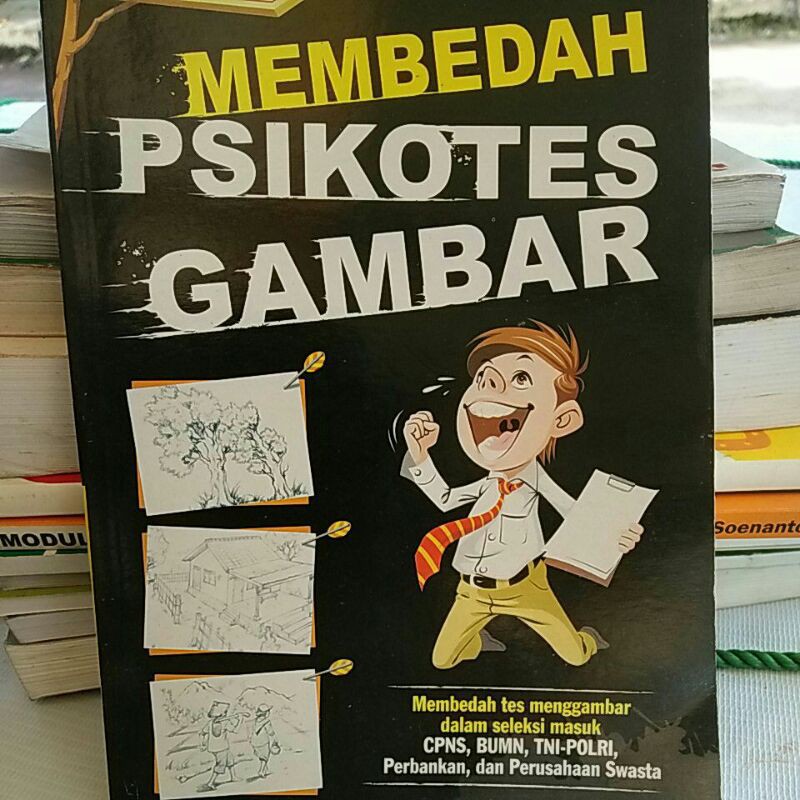 MEMBEDAH
PSIKOTES
GAMBAR
MODUL
Soenanto
Membedah tes menggambar
dalam seleksi masuk
CPNS, BUMN, TNI-POLRI,
Perbankan, dan Perusahaan Swasta